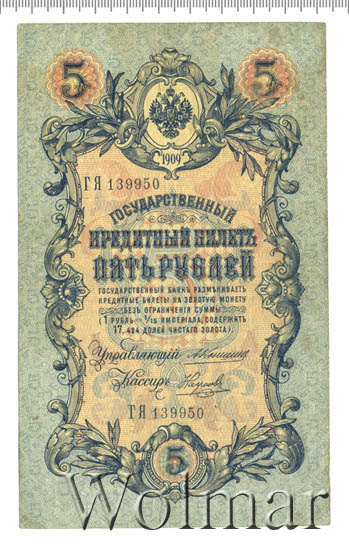 5 5
1909
ГЯ 139950
ГОСУДАРСТВЕННЫЙ
КРЕДИТНЫЙ БИЛЕТЪ
ПЯТЬ РУБЛЕЙ
ГОСУДАРСТВЕННЫЙ БАНКЪ РАЗМѢНИВАЕТЪ
КРЕДИТНЫЕ БИЛЕТЫ НА ЗОЛОТУЮ МОНЕТУ
БЕЗЪ ОГРАНИЧЕНІЯ СУММЫ
(1 РУБЛЬ = 1/15 ИМПЕРІАЛА, СОДЕРЖИТЪ
17,424 ДОЛЕЙ ЧИСТАГО ЗОЛОТА).
Управляющій
Кассиръ
ГЯ 139950
5
Wolmar